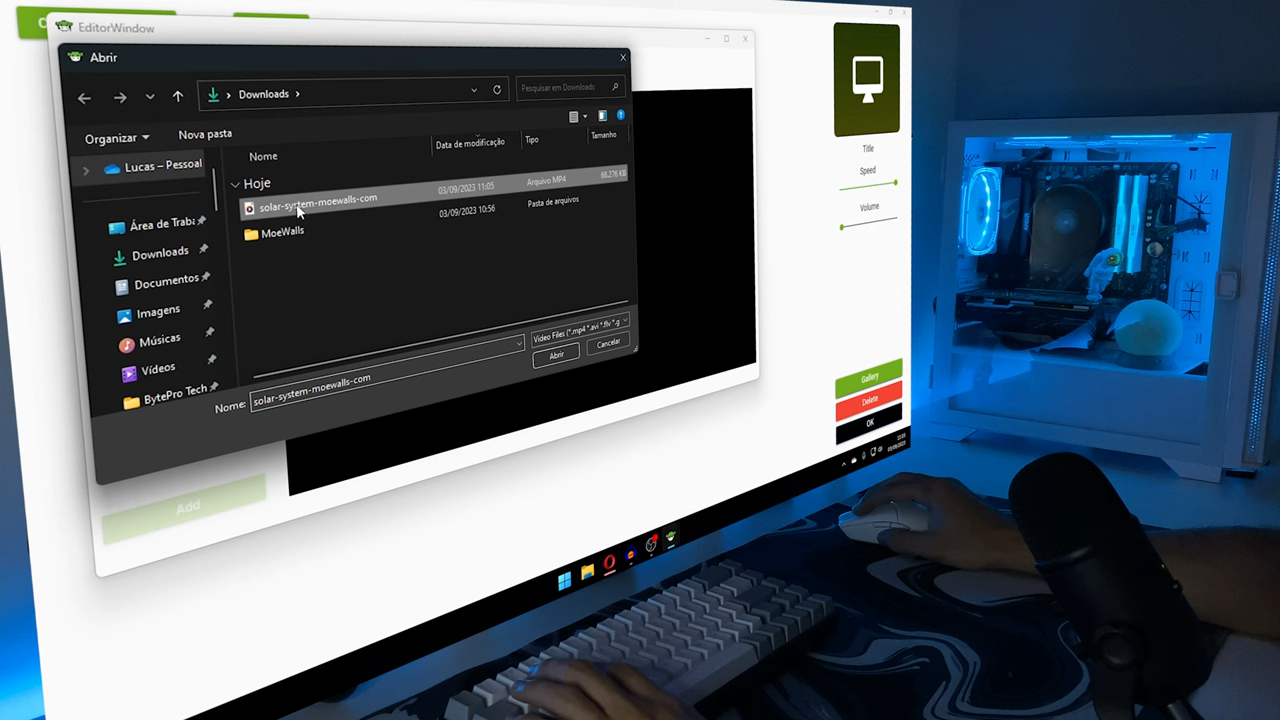 EditorWindow
Abrir
Downloads
Pesquisar em Downloads
Organizar
Nova pasta
Nome
Data de modificação
Tipo
Tamanho
Lucas – Pessoal
Hoje
solar-system-moewalls-com
03/09/2023 11:05
Arquivo MP4
68.276 KB
MoeWalls
03/09/2023 10:56
Pasta de arquivos
Área de Traba
Downloads
Documentos
Imagens
Músicas
Vídeos
BytePro Tech
Nome:
solar-system-moewalls-com
Video Files (*.mp4 *.avi *.flv *.g
Abrir
Cancelar
Add
Title
Speed
Volume
Gallery
Delete
OK